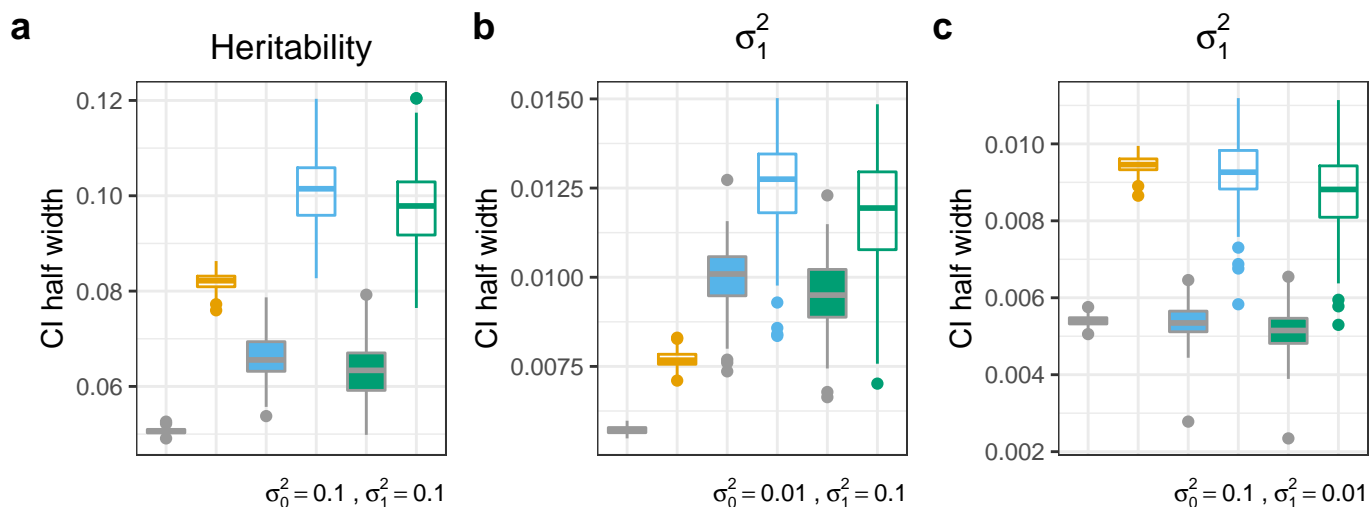 a
Heritability
CI half width
0.12
0.10
0.08
0.06
σ₀² = 0.1 , σ₁² = 0.1
b
σ₁²
CI half width
0.0150
0.0125
0.0100
0.0075
σ₀² = 0.01 , σ₁² = 0.1
c
σ₁²
CI half width
0.010
0.008
0.006
0.004
0.002
σ₀² = 0.1 , σ₁² = 0.01